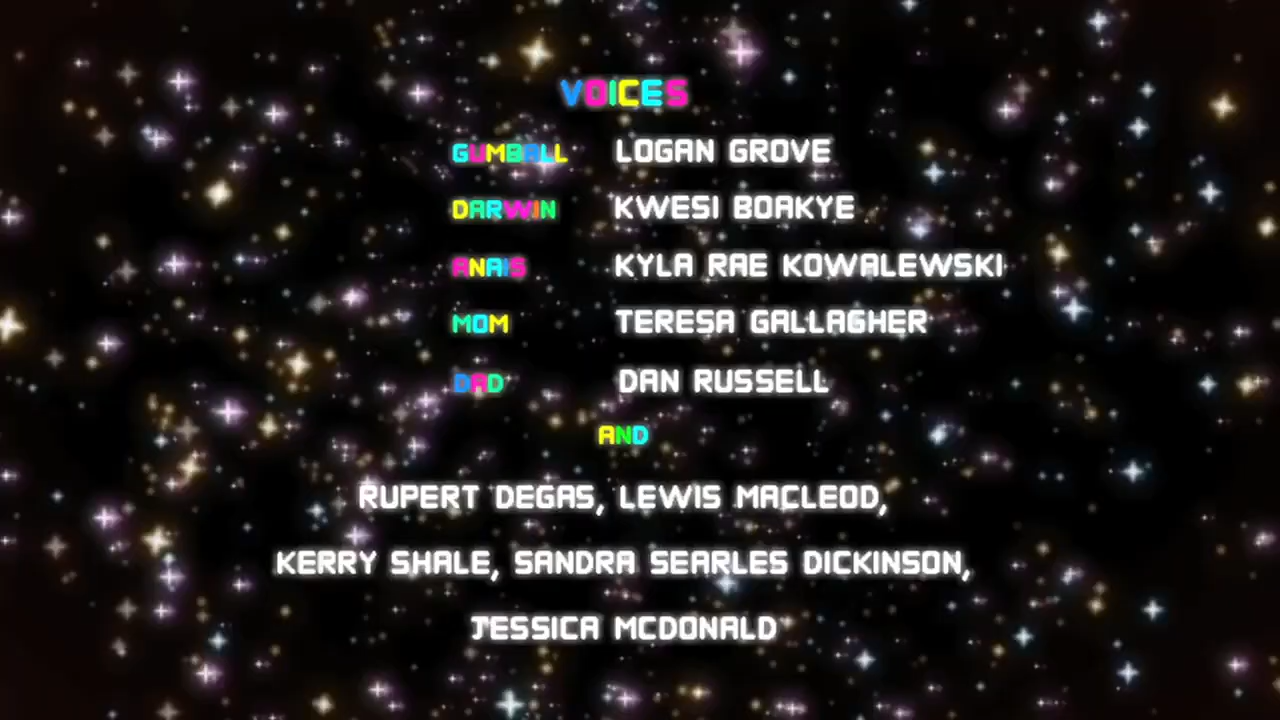 VOICES
GUMBALL LOGAN GROVE
DARWIN KWESI BOAKYE
ANAIS KYLA RAE KOWALEWSKI
MOM TERESA GALLAGHER
DAD DAN RUSSELL
AND
RUPERT DEGAS, LEWIS MACLEOD,
KERRY SHALE, SANDRA SEARLES DICKINSON,
JESSICA MCDONALD